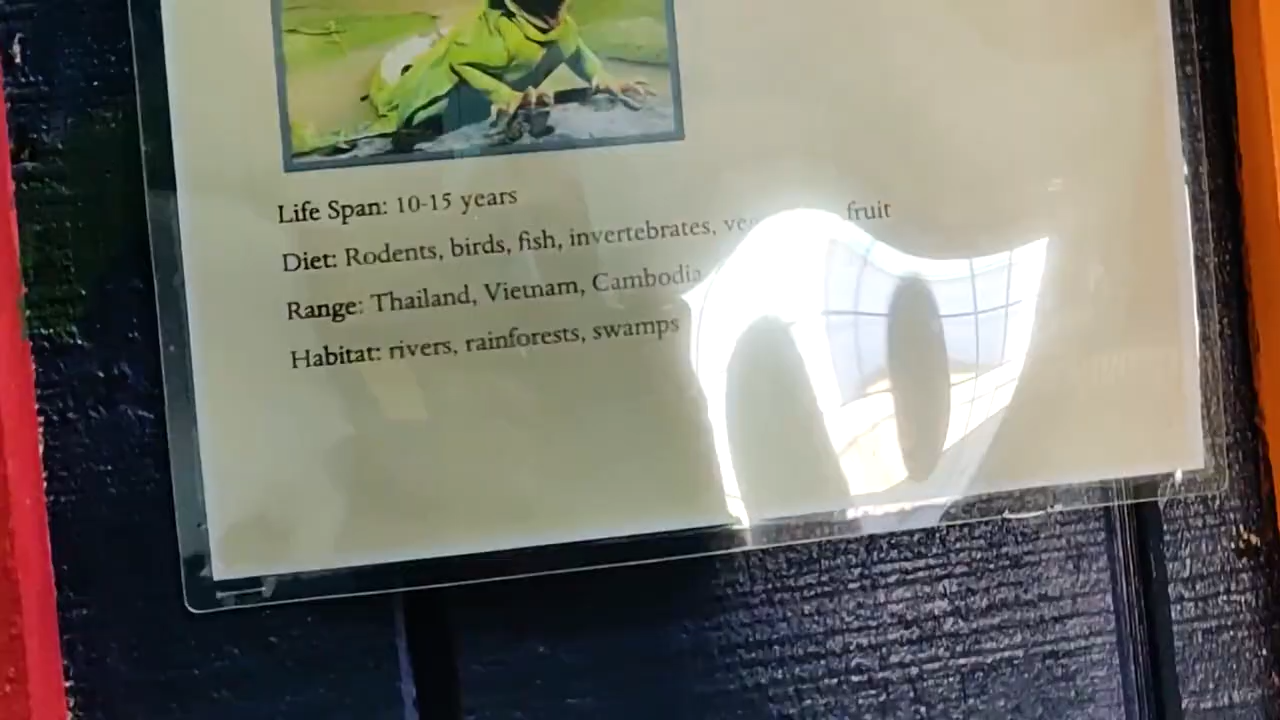 Life Span: 10-15 years
Diet: Rodents, birds, fish, invertebrates, fruit
Range: Thailand, Vietnam, Cambodia
Habitat: rivers, rainforests, swamps